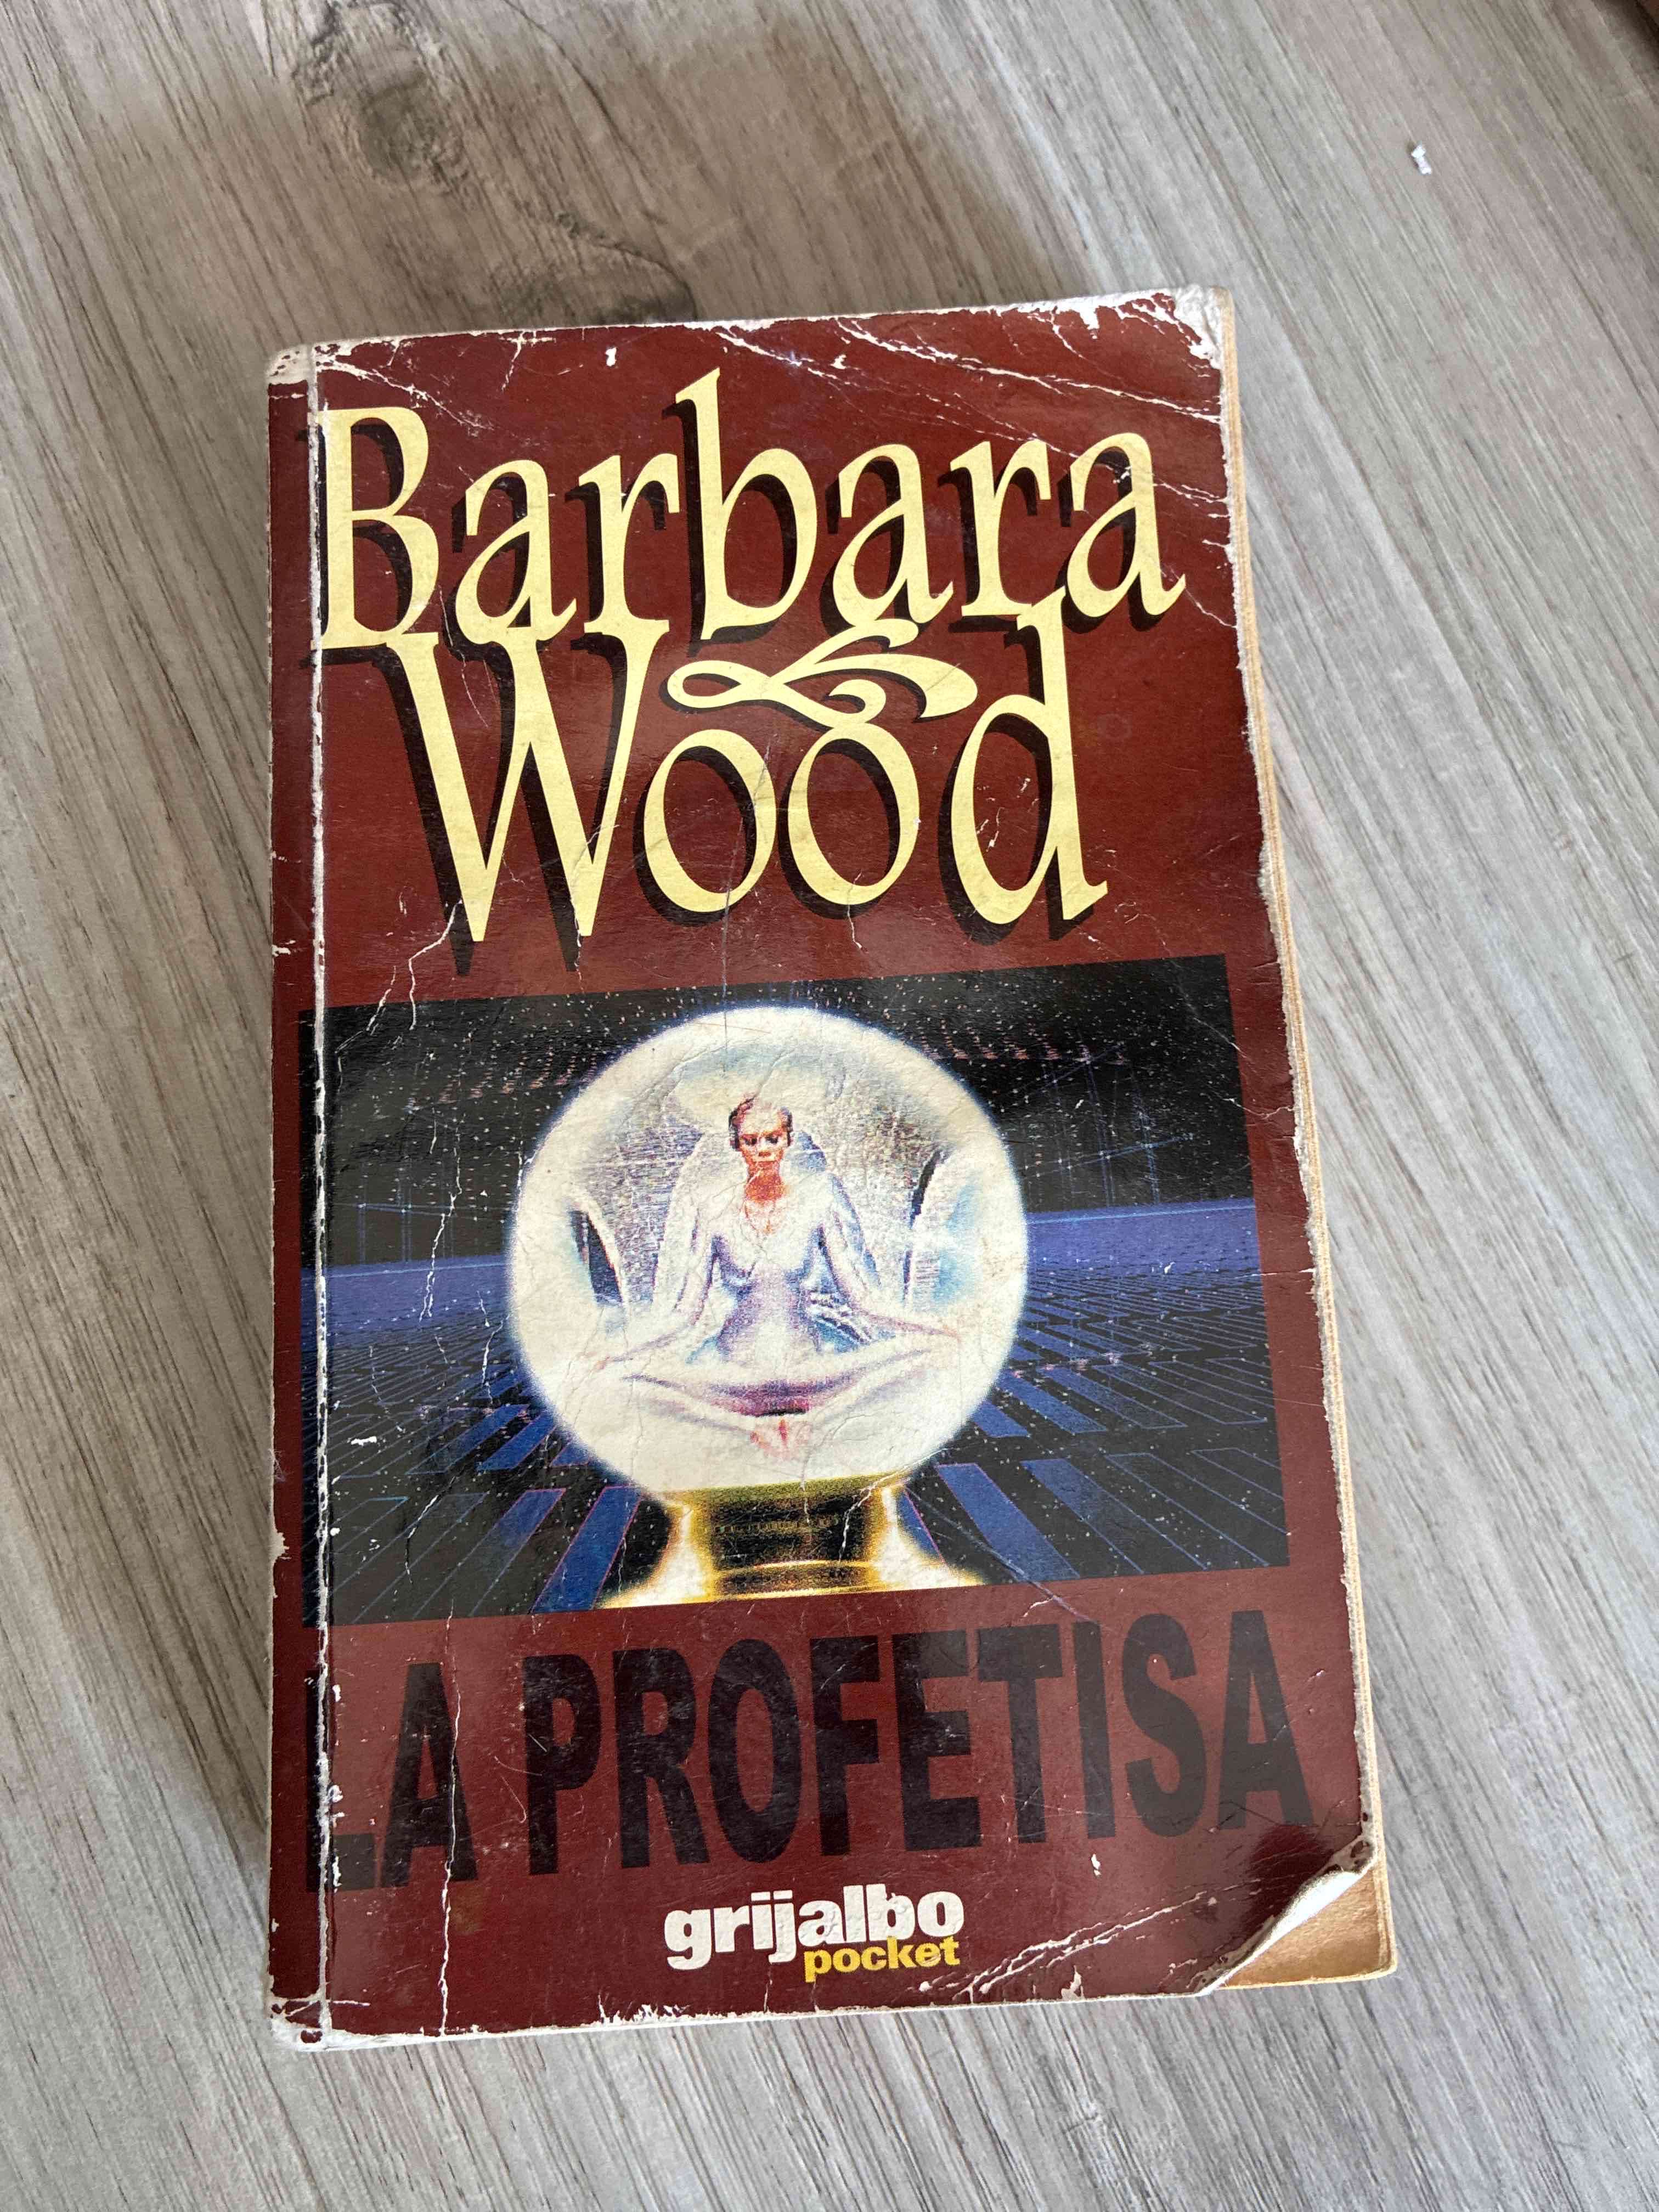 Barbara
Wood
LA PROFETISA
grijalbo
pocket